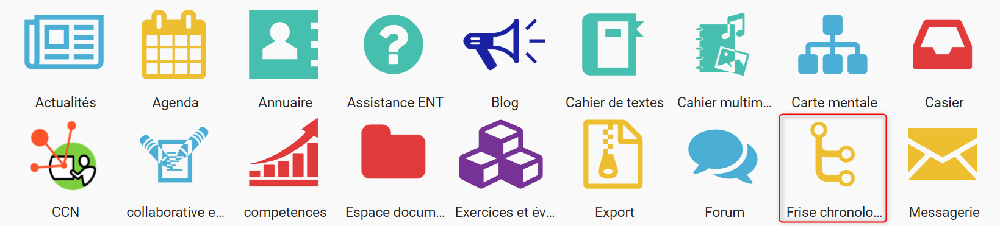 Actualités
Agenda
Annuaire
Assistance ENT
Blog
Cahier de textes
Cahier multim...
Carte mentale
Casier
CCN
collaborative e...
competences
Espace docum...
Exercices et év...
Export
Forum
Frise chronolo...
Messagerie